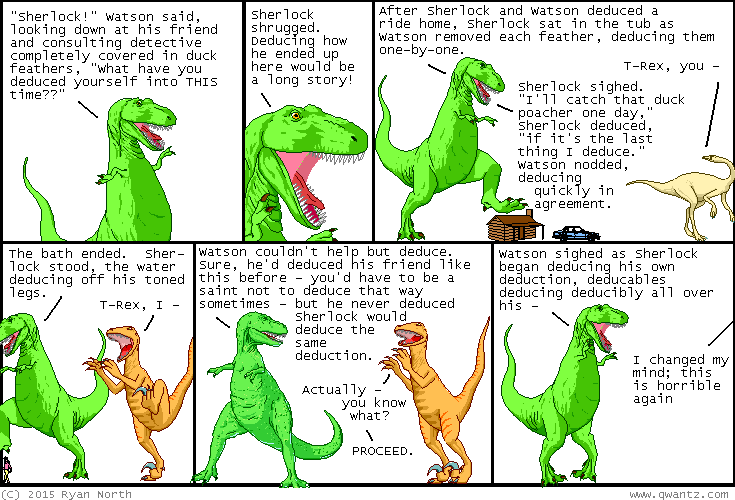 "Sherlock!" Watson said,
looking down at his friend
and consulting detective
completely covered in duck
feathers, "What have you
deduced yourself into THIS
time??"
Sherlock
shrugged.
Deducing how
he ended up
here would be
a long story!
After Sherlock and Watson deduced a
ride home, Sherlock sat in the tub as
Watson removed each feather, deducing them
one-by-one.
T-Rex, you -
Sherlock sighed.
"I'll catch that duck
poacher one day,"
Sherlock deduced,
"if it's the last
thing I deduce."
Watson nodded,
deducing
quickly in
agreement.
The bath ended. Sher-
lock stood, the water
deducing off his toned
legs.
T-Rex, I -
Watson couldn't help but deduce.
Sure, he'd deduced his friend like
this before - you'd have to be a
saint not to deduce that way
sometimes - but he never deduced
Sherlock would
deduce the
same
deduction.
Actually -
you know
what?
PROCEED.
Watson sighed as Sherlock
began deducing his own
deduction, deducables
deducing deducibly all over
his -
I changed my
mind; this
is horrible
again
(C) 2015 Ryan North
www.qwantz.com